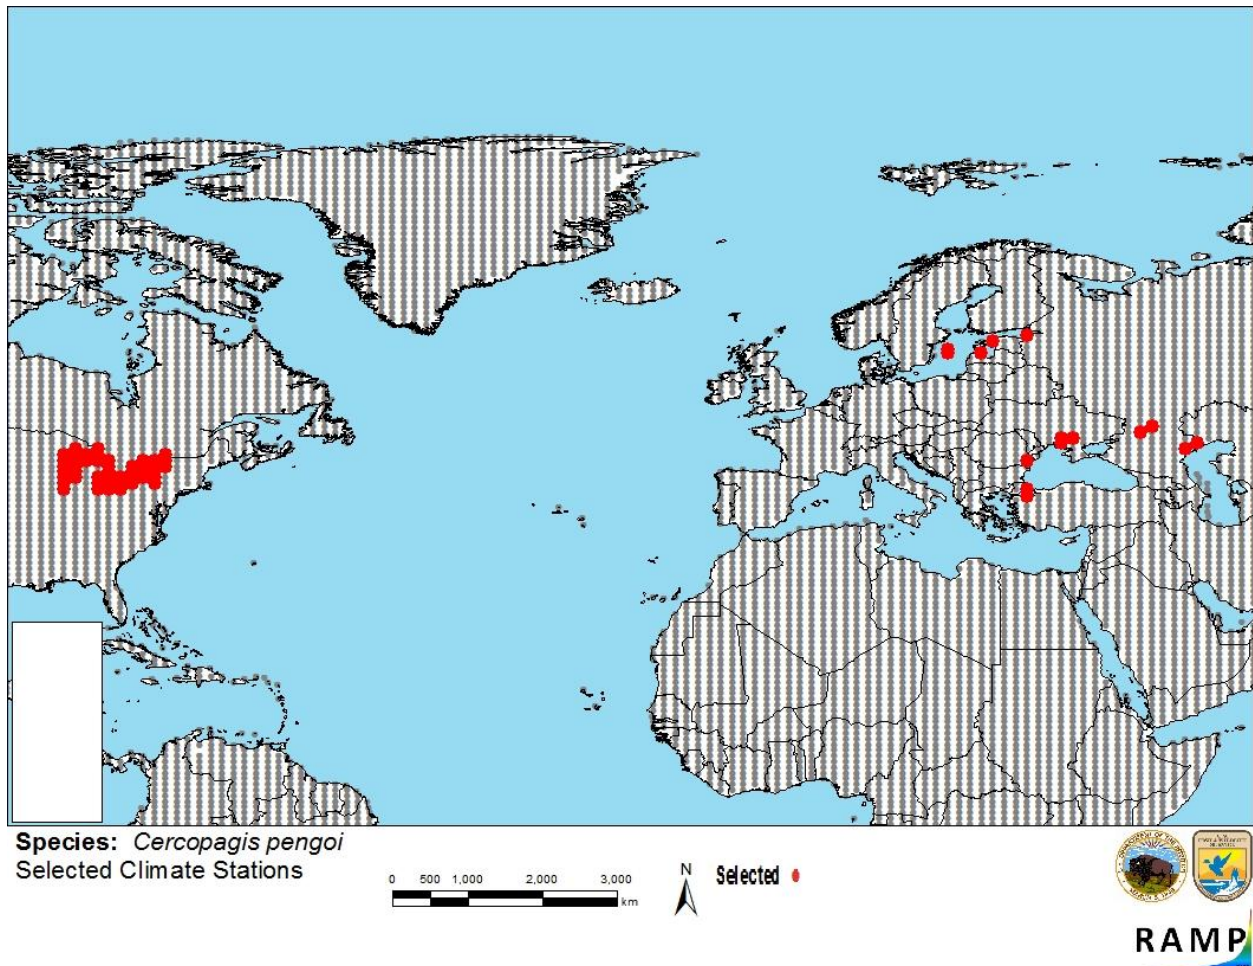 Species: Cercopagis pengoi
Selected Climate Stations
0 500 1,000 2,000 3,000
km
N
Selected
RAMP